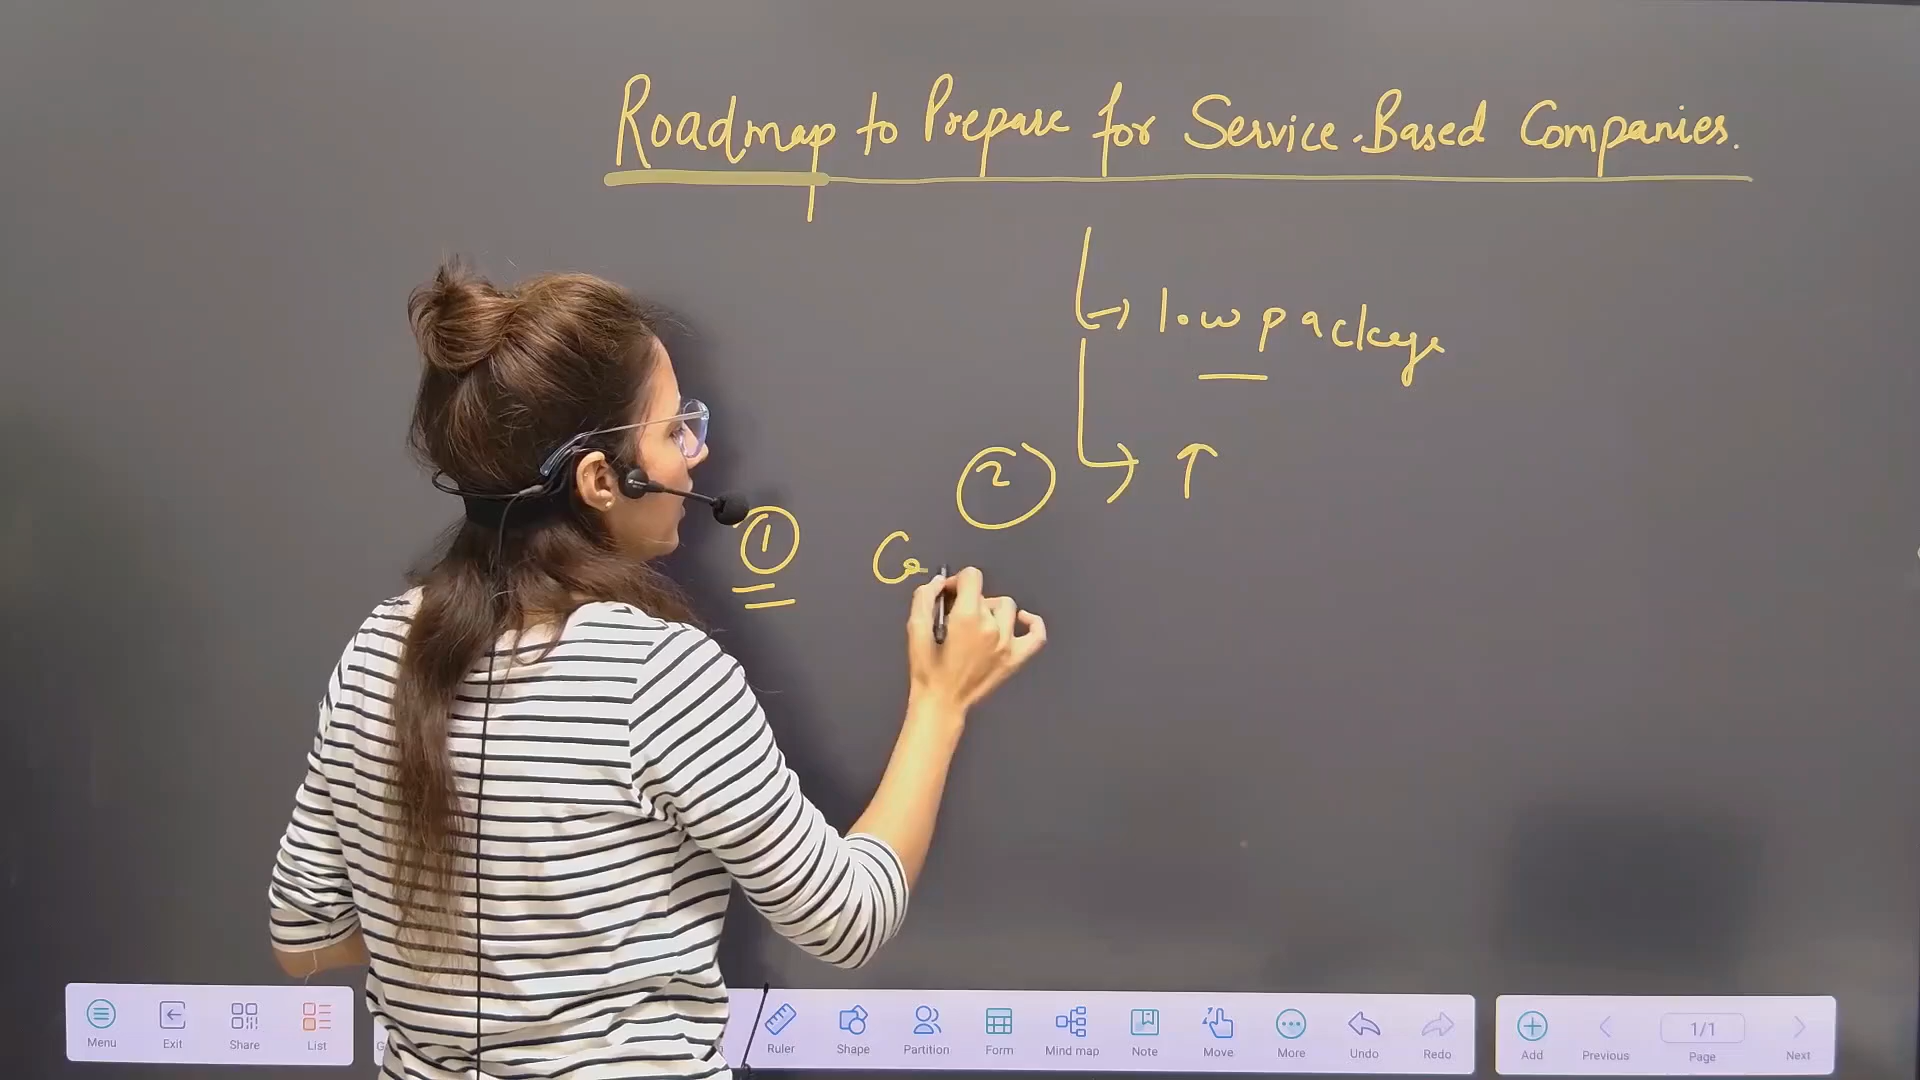 Roadmap to Prepare for Service-Based Companies.
low package
2 ↑
1 Co
Menu Exit Share List Ruler Shape Partition Form Mind map Note Move More Undo Redo Add Previous 1/1 Page Next